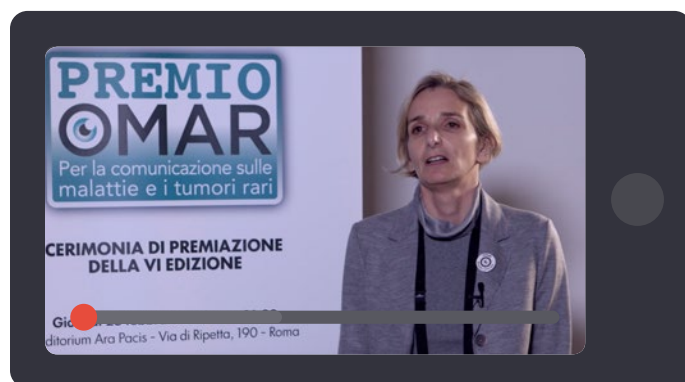 PREMIO
OMAR
Per la comunicazione sulle
malattie e i tumori rari
CERIMONIA DI PREMIAZIONE
DELLA VI EDIZIONE
ditorium Ara Pacis - Via di Ripetta, 190 - Roma